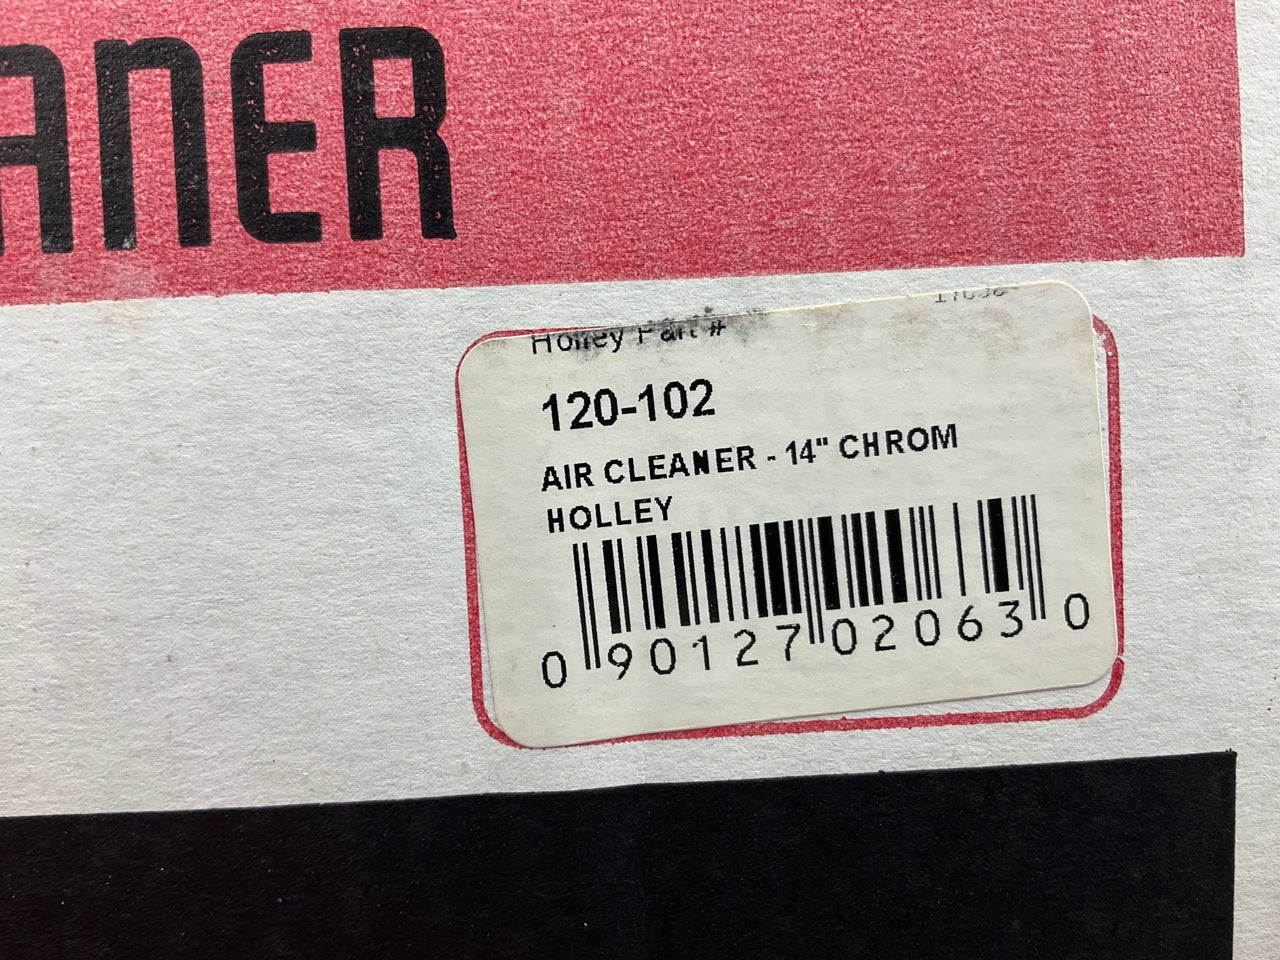 ANER
Holley Part #
120-102
AIR CLEANER - 14" CHROM
HOLLEY
0 90127 02063 0